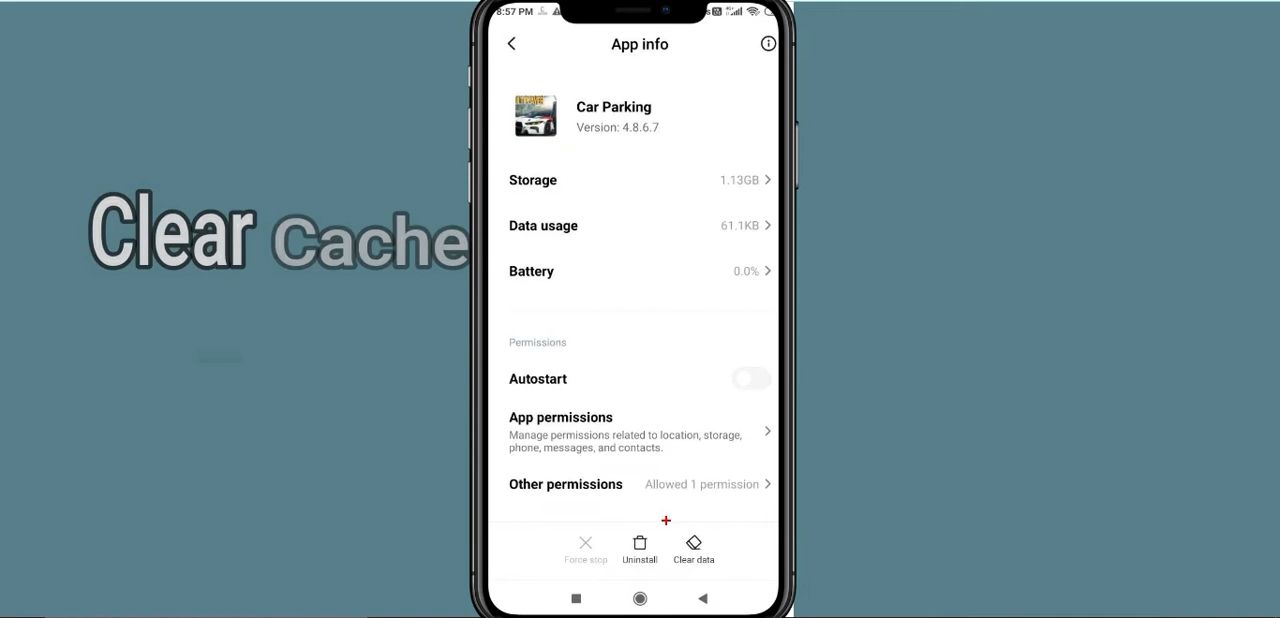 8:57 PM
App info
Car Parking
Version: 4.8.6.7
Storage 1.13GB
Clear Cache
Data usage 61.1KB
Battery 0.0%
Permissions
Autostart
App permissions
Manage permissions related to location, storage,
phone, messages, and contacts.
Other permissions Allowed 1 permission
Force stop Uninstall Clear data